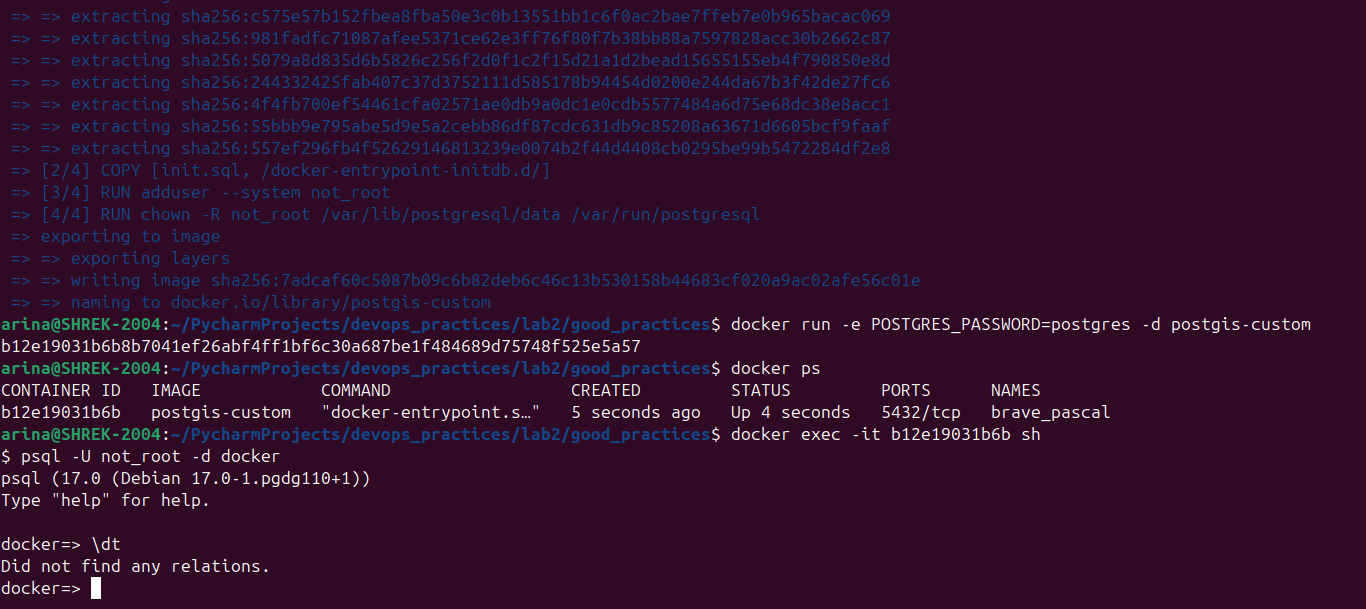 => => extracting sha256:c575e57b152fbea8fba50e3c0b13551bb1c6f0ac2bae7ffeb7e0b965bacac069
=> => extracting sha256:981fadfc71087afee5371ce62e3ff76f80f7b38bb88a7597828acc30b2662c87
=> => extracting sha256:5079a8d835d6b5826c256f2d0f1c2f15d21a1d2bead15655155eb4f790850e8d
=> => extracting sha256:244332425fab407c37d3752111d585178b94454d0200e244da67b3f42de27fc6
=> => extracting sha256:4f4fb700ef54461cfa02571ae0db9a0dc1e0cdb5577484a6d75e68dc38e8acc1
=> => extracting sha256:55bbb9e795abe5d9e5a2cebb86df87cdc631db9c85208a63671d6605bcf9faaf
=> => extracting sha256:557ef296fb4f52629146813239e0074b2f44d4408cb0295be99b5472284df2e8
=> [2/4] COPY [init.sql, /docker-entrypoint-initdb.d/]
=> [3/4] RUN adduser --system not_root
=> [4/4] RUN chown -R not_root /var/lib/postgresql/data /var/run/postgresql
=> exporting to image
=> => exporting layers
=> => writing image sha256:7adcaf60c5087b09c6b82deb6c46c13b530158b44683cf020a9ac02afe56c01e
=> => naming to docker.io/library/postgis-custom
arina@SHREK-2004:~/PycharmProjects/devops_practices/lab2/good_practices$ docker run -e POSTGRES_PASSWORD=postgres -d postgis-custom
b12e19031b6b8b7041ef26abf4ff1bf6c30a687be1f484689d75748f525e5a57
arina@SHREK-2004:~/PycharmProjects/devops_practices/lab2/good_practices$ docker ps
CONTAINER ID   IMAGE            COMMAND                  CREATED         STATUS         PORTS      NAMES
b12e19031b6b   postgis-custom   "docker-entrypoint.s…"   5 seconds ago   Up 4 seconds   5432/tcp   brave_pascal
arina@SHREK-2004:~/PycharmProjects/devops_practices/lab2/good_practices$ docker exec -it b12e19031b6b sh
$ psql -U not_root -d docker
psql (17.0 (Debian 17.0-1.pgdg110+1))
Type "help" for help.
docker=> \dt
Did not find any relations.
docker=>